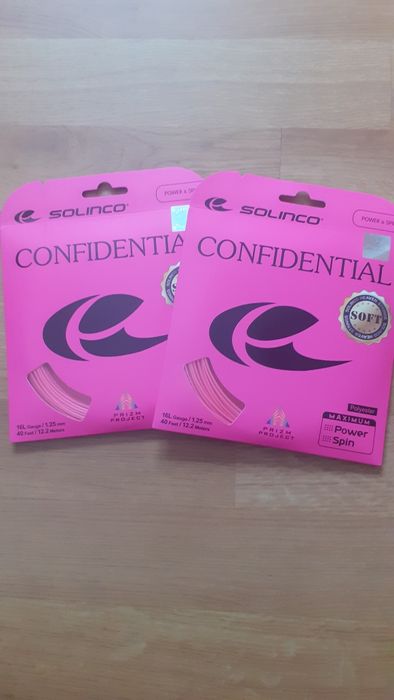 SOLINCO
POWER & SPIN
CONFIDENTIAL
16L Gauge / 1.25 mm
40 Feet / 12.2 Meters
PRIZM
PROJECT
SOLINCO
POWER & SPIN
CONFIDENTIAL
SOFT
16L Gauge / 1.25 mm
40 Feet / 12.2 Meters
PRIZM
PROJECT
Polyester
MAXIMUM
Power
Spin